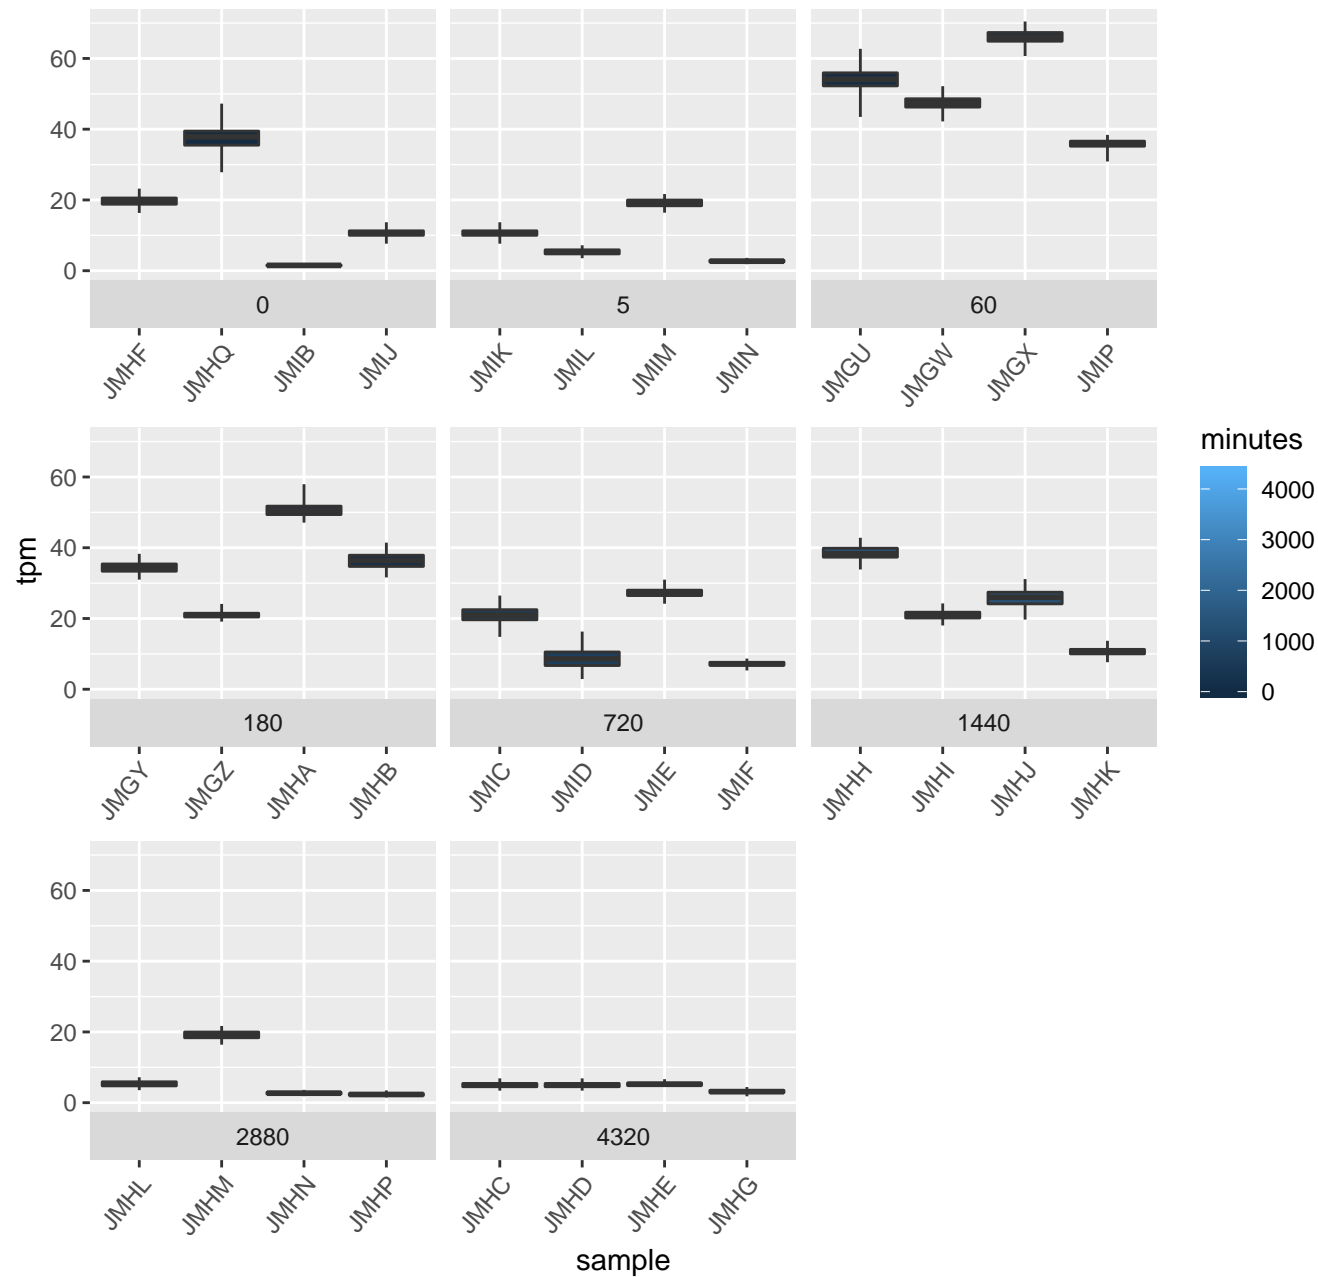 60
40
20
0
0
5
60
JMHF
JMHQ
JMIB
JMIJ
JMIK
JMIL
JMIM
JMIN
JMGU
JMGW
JMGX
JMIP
tpm
60
40
20
0
180
720
1440
JMGY
JMGZ
JMHA
JMHB
JMIC
JMID
JMIE
JMIF
JMHH
JMHI
JMHJ
JMHK
minutes
4000
3000
2000
1000
0
60
40
20
0
2880
4320
JMHL
JMHM
JMHN
JMHP
JMHC
JMHD
JMHE
JMHG
sample